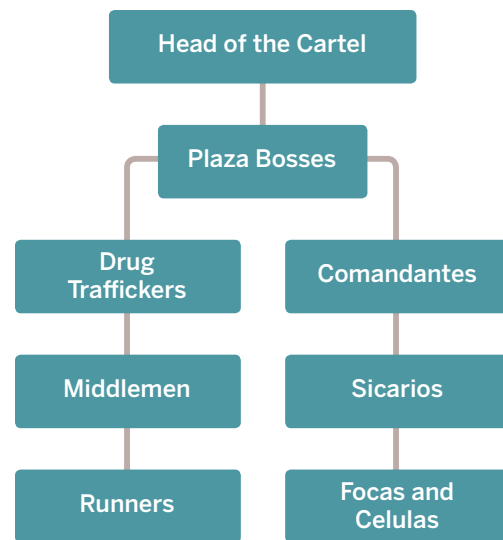 Head of the Cartel
Plaza Bosses
Drug
Traffickers
Comandantes
Middlemen
Sicarios
Runners
Focas and
Celulas